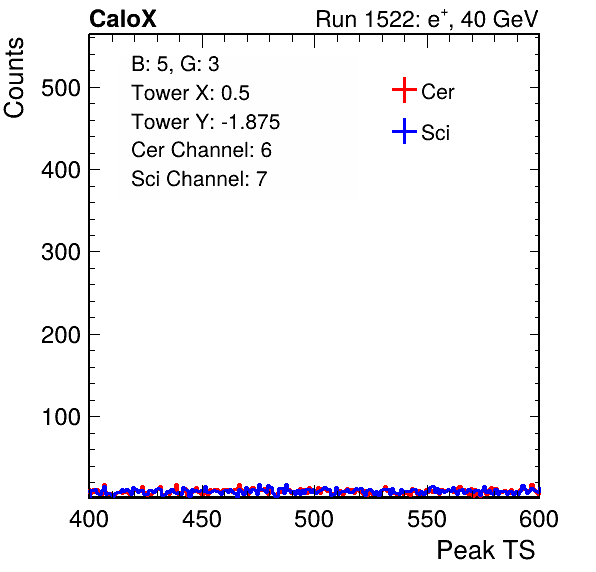 CaloX Run 1522: e⁺, 40 GeV
Counts
B: 5, G: 3
Tower X: 0.5
Tower Y: -1.875
Cer Channel: 6
Sci Channel: 7
Cer
Sci
500
400
300
200
100
400 450 500 550 600
Peak TS